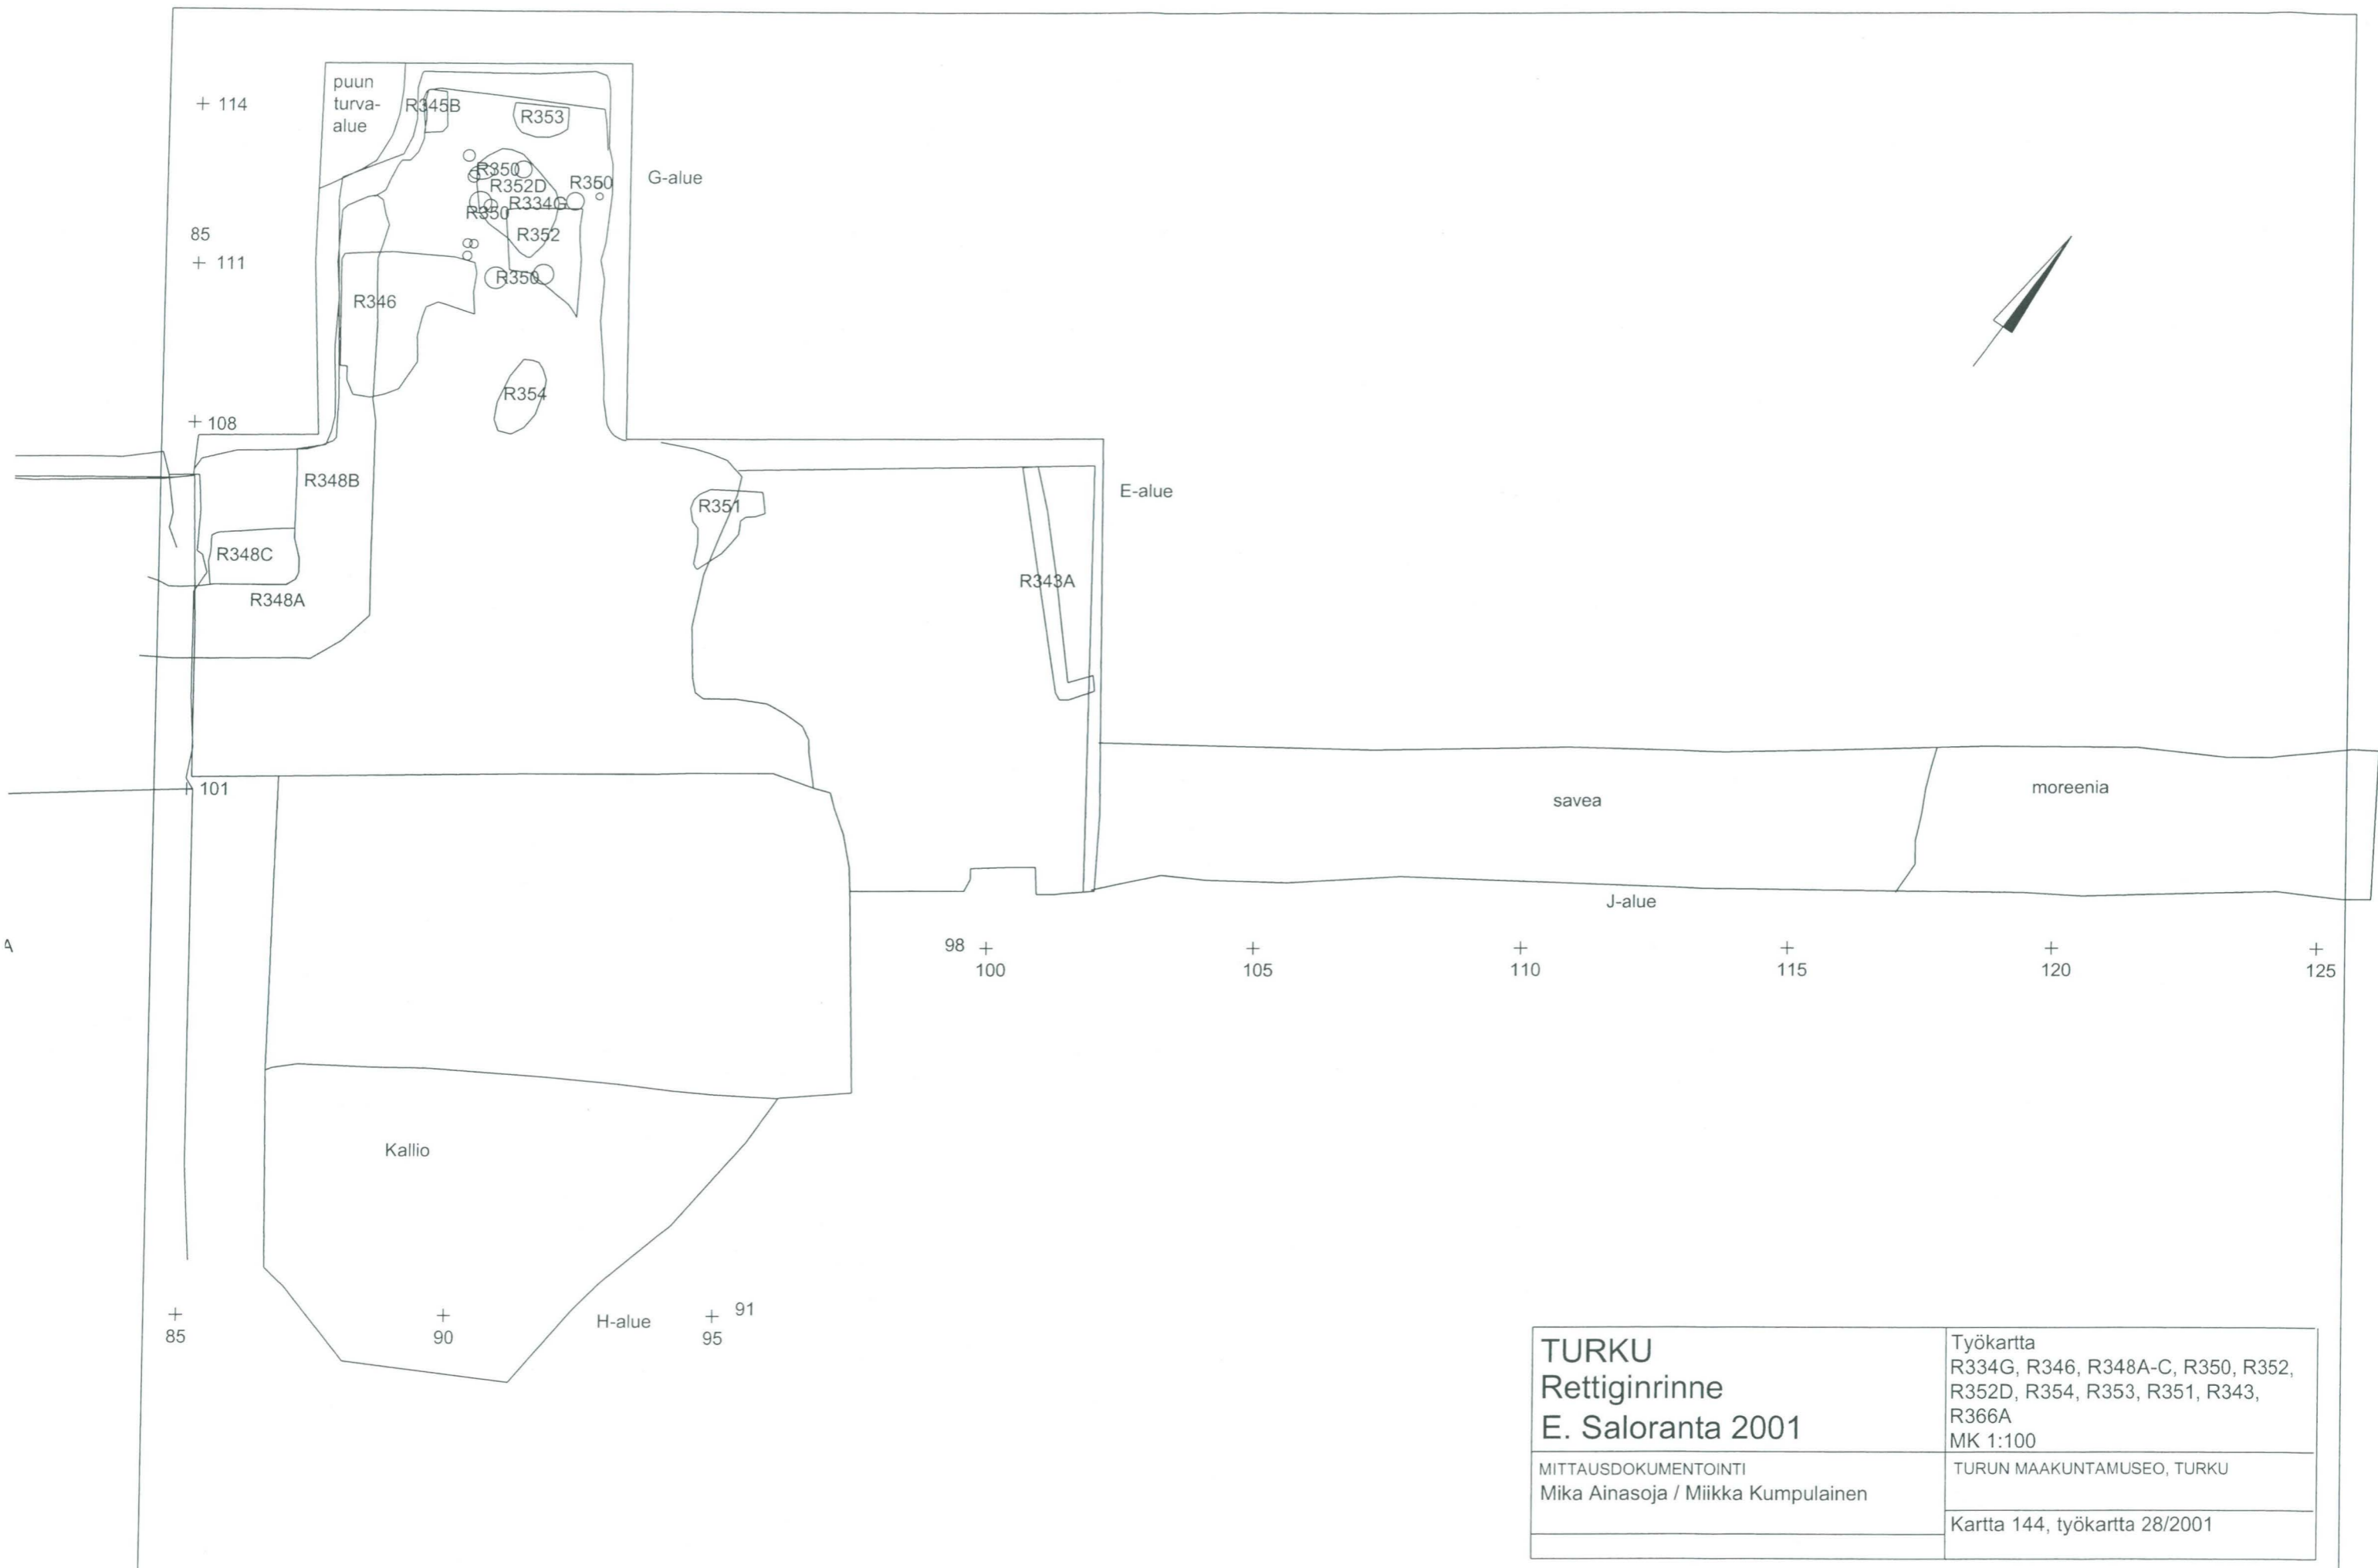 puun
turva-
alue
R345B
R353
114
G-alue
R350
R352D
R350
R334G
R350
85
R352
111
R350
R346
R354
108
R348B
E-alue
R351
R348C
R343A
R348A
101
savea
moreenia
J-alue
A
98
100
105
110
115
120
125
Kallio
91
H-alue
85
90
95
TURKU
Rettiginrinne
E. Saloranta 2001
Työkartta
R334G, R346, R348A-C, R350, R352,
R352D, R354, R353, R351, R343,
R366A
MK 1:100
MITTAUSDOKUMENTOINTI
Mika Ainasoja / Miikka Kumpulainen
TURUN MAAKUNTAMUSEO, TURKU
Kartta 144, työkartta 28/2001